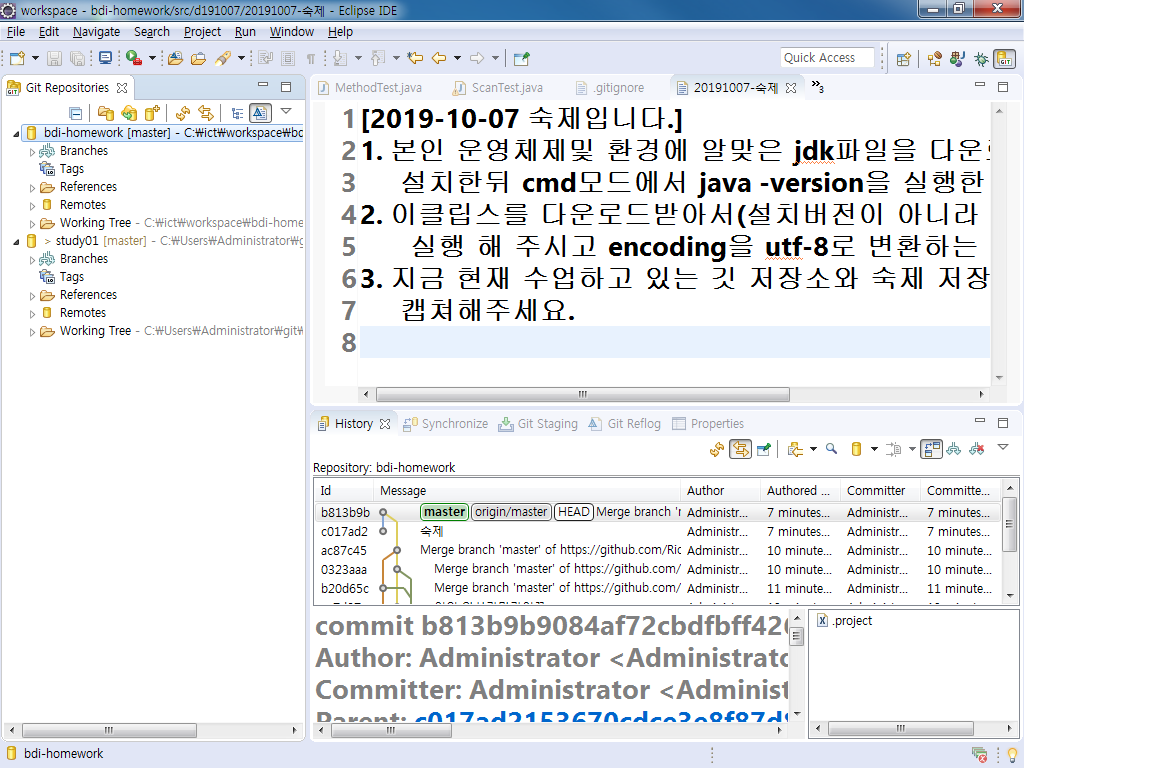 workspace - bdi-homework/src/d191007/20191007-숙제 - Eclipse IDE
File Edit Navigate Search Project Run Window Help
Quick Access
Git Repositories
bdi-homework [master] - C:₩ict₩workspace₩bd
Branches
Tags
References
Remotes
Working Tree - C:₩ict₩workspace₩bdi-home
> study01 [master] - C:₩Users₩Administrator₩g
Branches
Tags
References
Remotes
Working Tree - C:₩Users₩Administrator₩git₩
MethodTest.java ScanTest.java .gitignore 20191007-숙제 »3
1 [2019-10-07 숙제입니다.]
2 1. 본인 운영체제및 환경에 알맞은 jdk파일을 다운로
3 설치한뒤 cmd모드에서 java -version을 실행한
4 2. 이클립스를 다운로드받아서(설치버전이 아니라
5 실행 해 주시고 encoding을 utf-8로 변환하는
6 3. 지금 현재 수업하고 있는 깃 저장소와 숙제 저장
7 캡쳐해주세요.
8
History Synchronize Git Staging Git Reflog Properties
Repository: bdi-homework
Id Message Author Authored ... Committer Committe...
b813b9b master origin/master HEAD Merge branch 'r Administr... 7 minutes... Administr... 7 minutes...
c017ad2 숙제 Administr... 7 minutes... Administr... 7 minutes...
ac87c45 Merge branch 'master' of https://github.com/Ric Administr... 10 minute... Administr... 10 minute...
0323aaa Merge branch 'master' of https://github.com/ Administr... 10 minute... Administr... 10 minute...
b20d65c Merge branch 'master' of https://github.com/ Administr... 11 minute... Administr... 11 minute...
commit b813b9b9084af72cbdfbff426
Author: Administrator <Administrato
Committer: Administrator <Administ
Parent: c017ad2153670cdce3e8f87d9
.project
bdi-homework